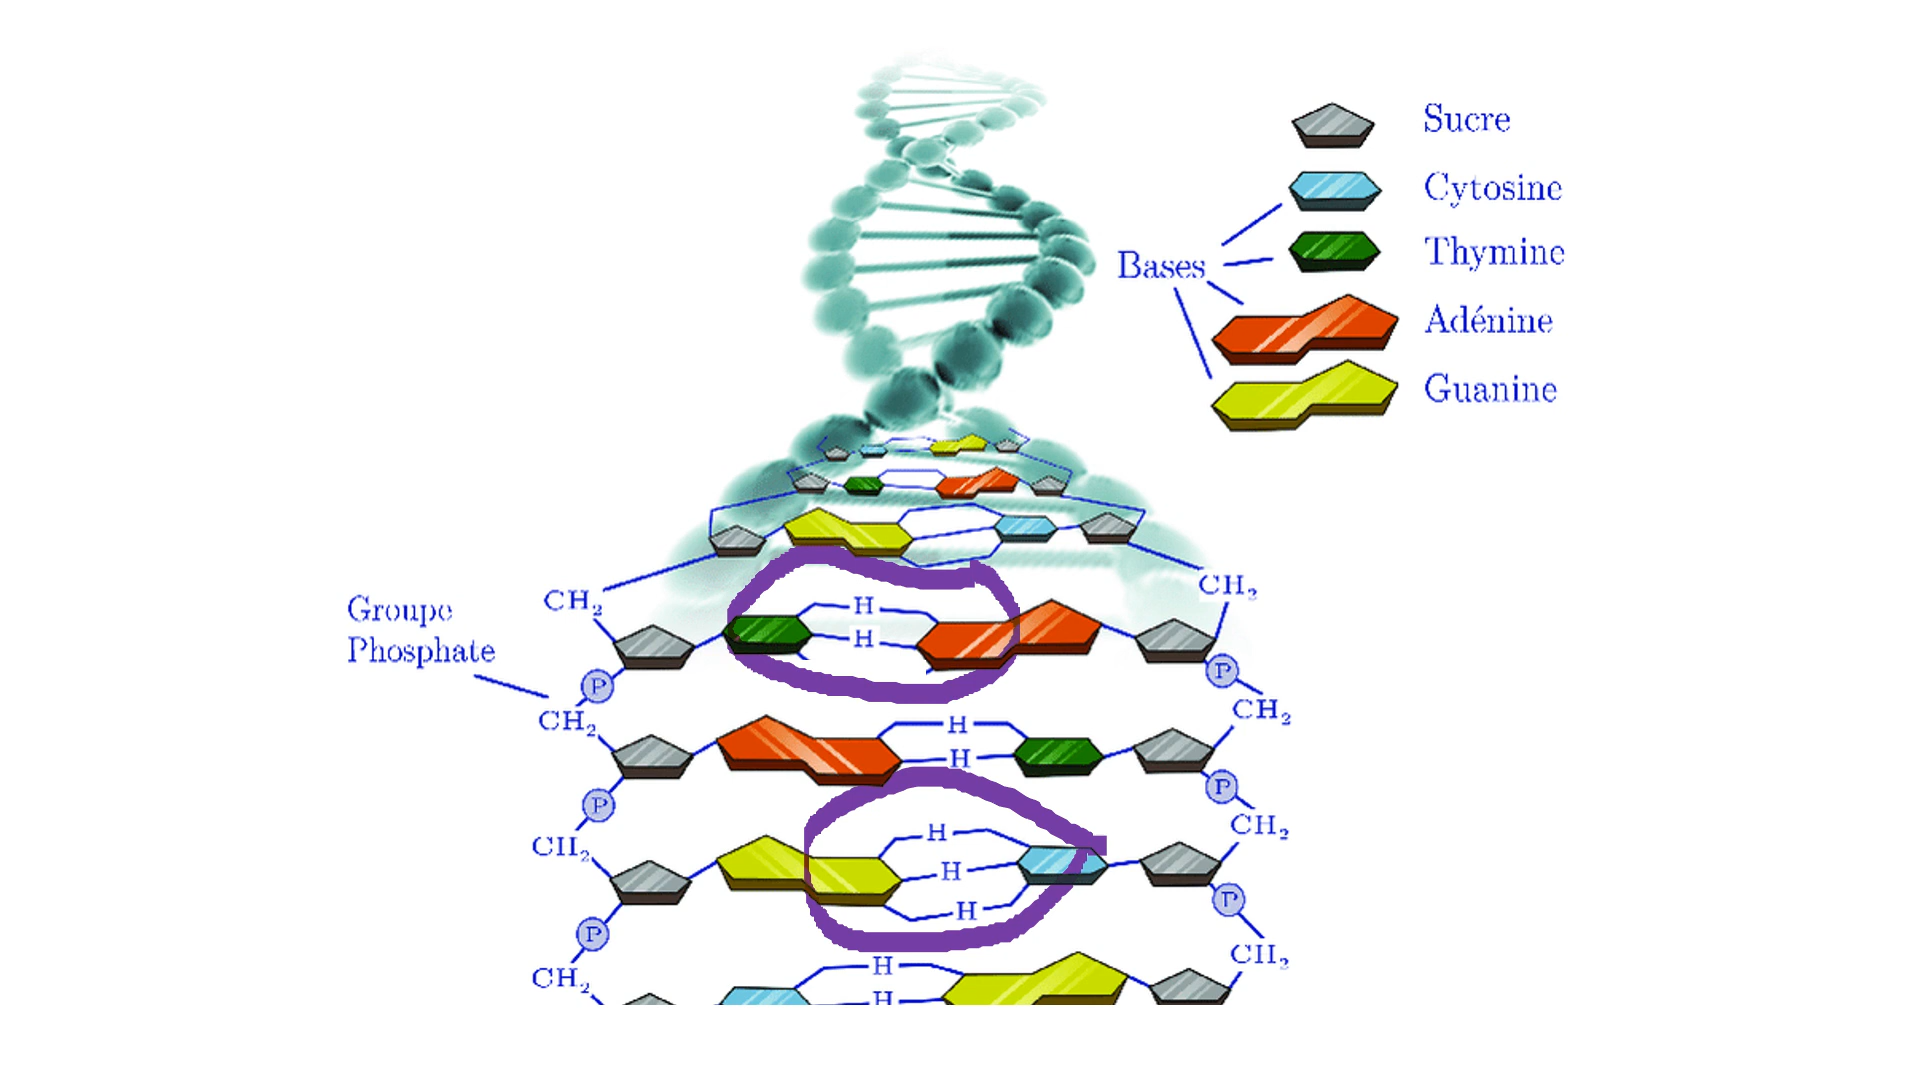 Sucre
Cytosine
Thymine
Bases
Adénine
Guanine
CH2
CH2
Groupe
Phosphate
H
H
P
P
CH2
CH2
H
H
P
P
CH2
CH2
H
H
H
P
P
CH2
CH2
H
H